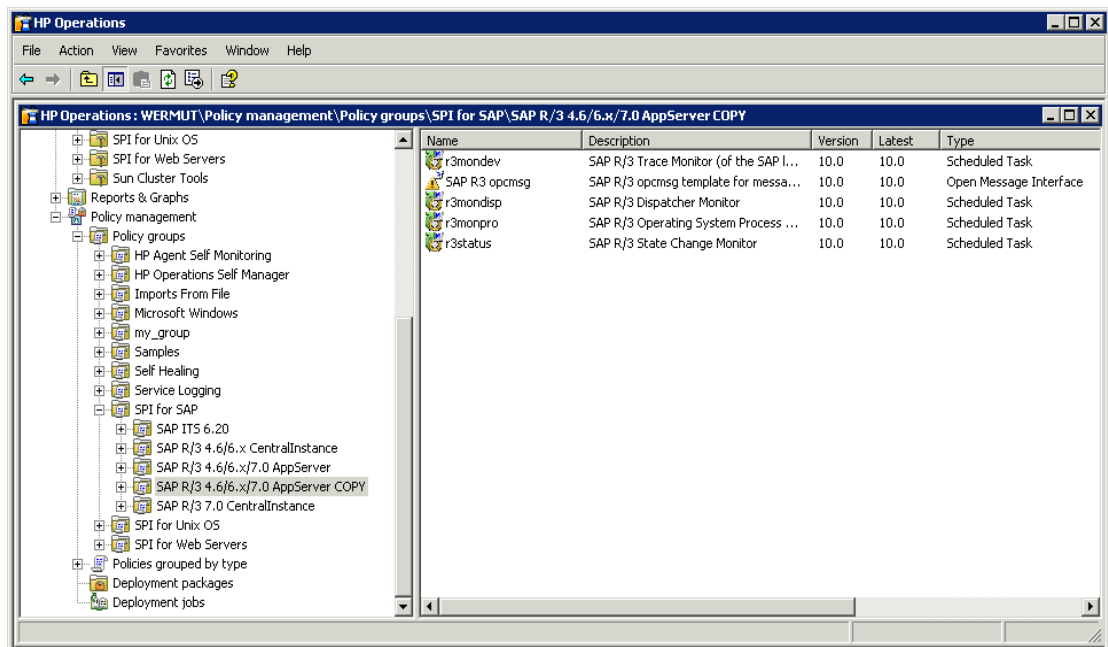 HP Operations
File Action View Favorites Window Help
HP Operations : WERMUT\Policy management\Policy groups\SPI for SAP\SAP R/3 4.6/6.x/7.0 AppServer COPY
SPI for Unix OS
SPI for Web Servers
Sun Cluster Tools
Reports & Graphs
Policy management
Policy groups
HP Agent Self Monitoring
HP Operations Self Manager
Imports From File
Microsoft Windows
my_group
Samples
Self Healing
Service Logging
SPI for SAP
SAP ITS 6.20
SAP R/3 4.6/6.x CentralInstance
SAP R/3 4.6/6.x/7.0 AppServer
SAP R/3 4.6/6.x/7.0 AppServer COPY
SAP R/3 7.0 CentralInstance
SPI for Unix OS
SPI for Web Servers
Policies grouped by type
Deployment packages
Deployment jobs
Name Description Version Latest Type
r3mondev SAP R/3 Trace Monitor (of the SAP l... 10.0 10.0 Scheduled Task
SAP R3 opcmsg SAP R/3 opcmsg template for messa... 10.0 10.0 Open Message Interface
r3mondisp SAP R/3 Dispatcher Monitor 10.0 10.0 Scheduled Task
r3monpro SAP R/3 Operating System Process ... 10.0 10.0 Scheduled Task
r3status SAP R/3 State Change Monitor 10.0 10.0 Scheduled Task